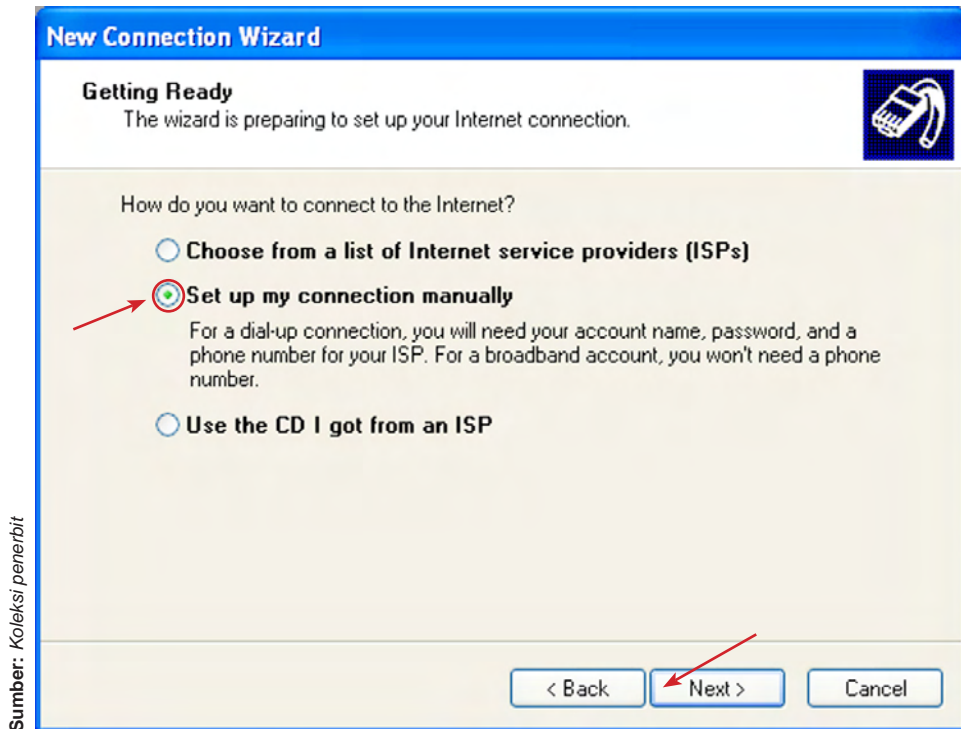 New Connection Wizard
Getting Ready
The wizard is preparing to set up your Internet connection.
How do you want to connect to the Internet?
Choose from a list of Internet service providers (ISPs)
Set up my connection manually
For a dial-up connection, you will need your account name, password, and a
phone number for your ISP. For a broadband account, you won't need a phone
number.
Use the CD I got from an ISP
< Back
Next >
Cancel
Sumber: Koleksi penerbit